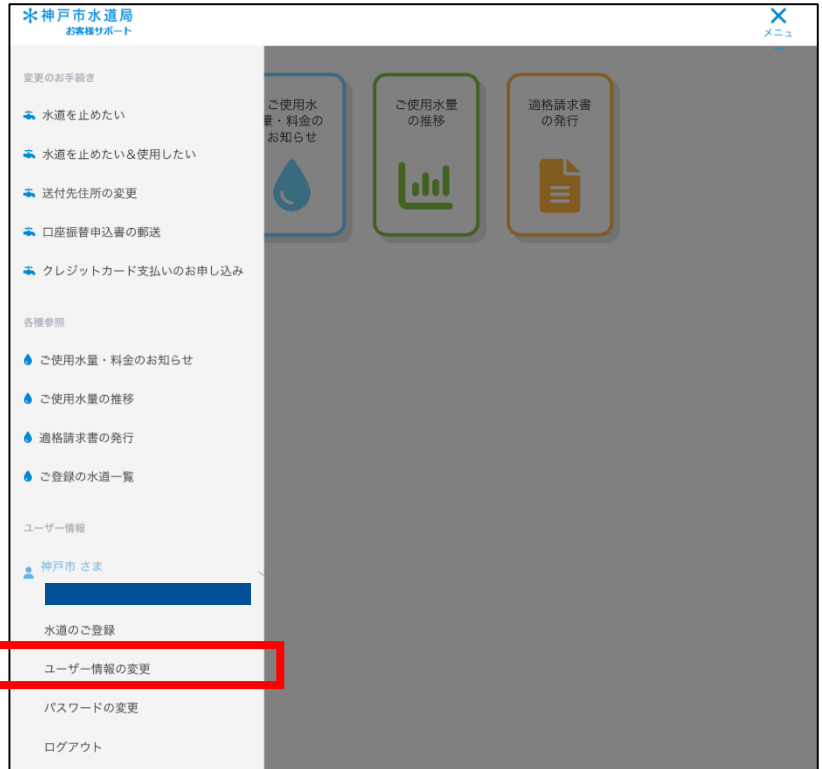 神戸市水道局
お客様サポート
メニュ
変更のお手続き
水道を止めたい
水道を止めたい&使用したい
送付先住所の変更
口座振替申込書の郵送
クレジットカード支払いのお申し込み
各種参照
ご使用水量・料金のお知らせ
ご使用水量の推移
適格請求書の発行
ご登録の水道一覧
ユーザー情報
神戸市 さま
水道のご登録
ユーザー情報の変更
パスワードの変更
ログアウト
ご使用水
量・料金の
お知らせ
ご使用水量
の推移
適格請求書
の発行